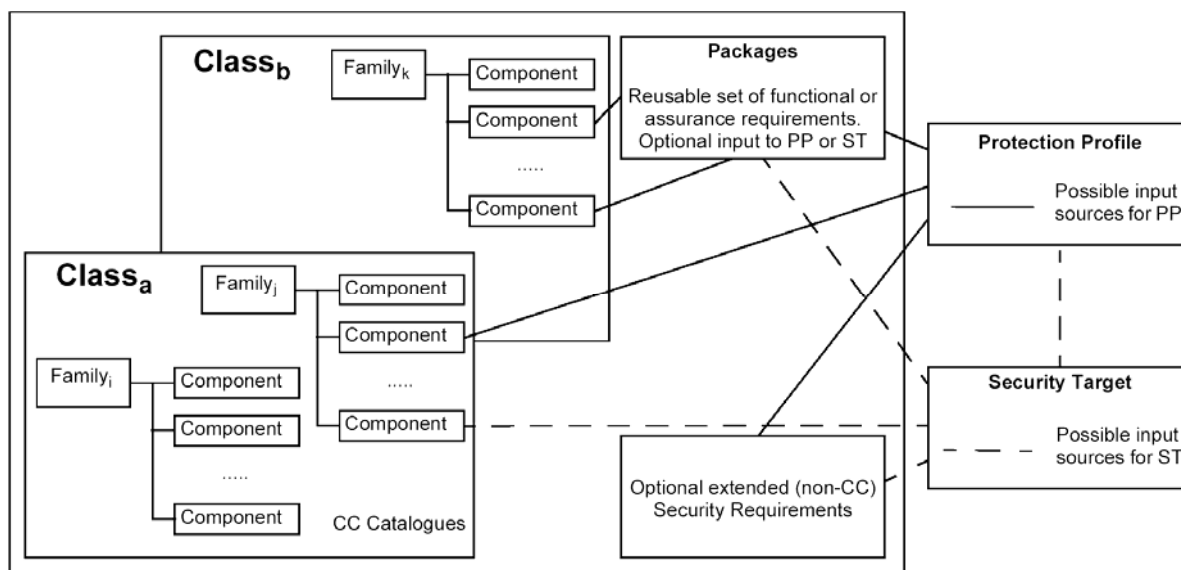 Class_b
Family_k
Component
Component
.....
Component
Packages
Reusable set of functional or
assurance requirements.
Optional input to PP or ST
Protection Profile
Possible input
sources for PP
Class_a
Family_j
Component
Component
.....
Component
Family_i
Component
Component
.....
Component
CC Catalogues
Optional extended (non-CC)
Security Requirements
Security Target
Possible input
sources for ST